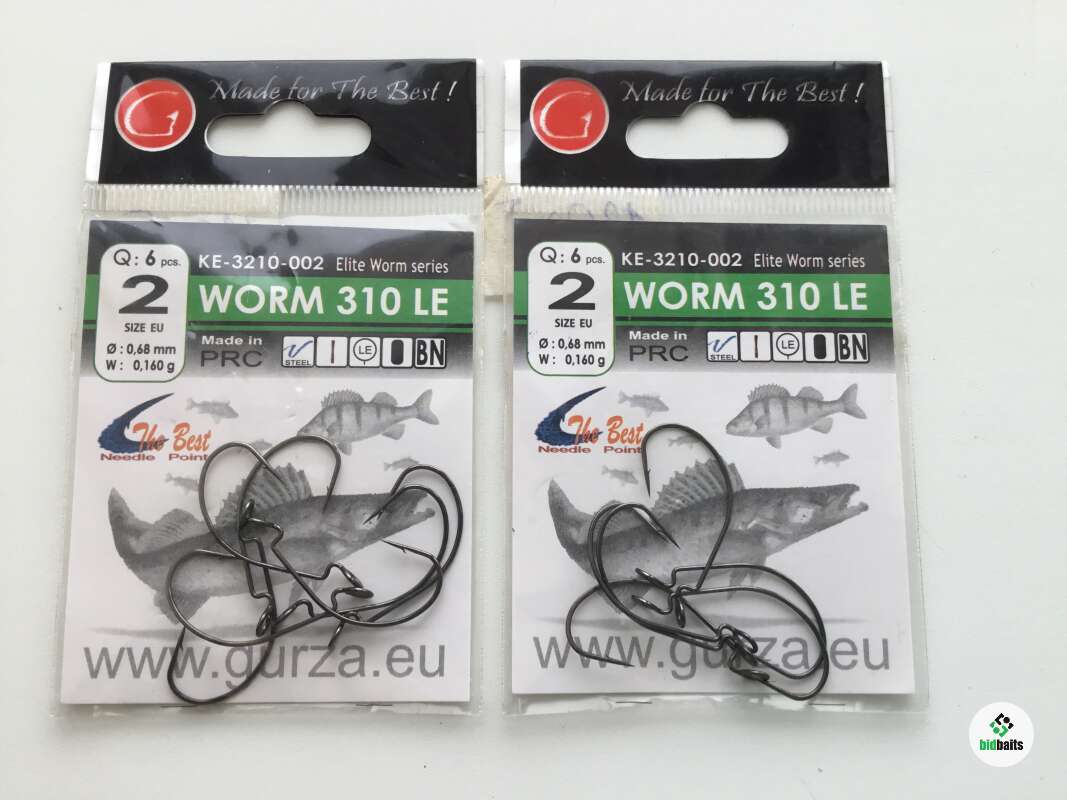 Made for The Best !
Q: 6 pcs.
2
SIZE EU
Ø : 0,68 mm
W : 0,160 g
KE-3210-002 Elite Worm series
WORM 310 LE
Made in
PRC
V
STEEL
LE
BN
The Best
Needle Point
www.gurza.eu
Made for The Best !
Q: 6 pcs.
2
SIZE EU
Ø : 0,68 mm
W : 0,160 g
KE-3210-002 Elite Worm series
WORM 310 LE
Made in
PRC
V
STEEL
LE
BN
The Best
Needle Point
www.gurza.eu
bidbaits